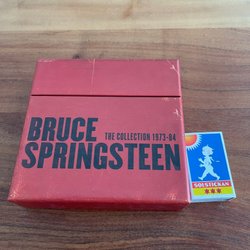 BRUCE THE COLLECTION 1973-84
SPRINGSTEEN
SOLSTICKAN